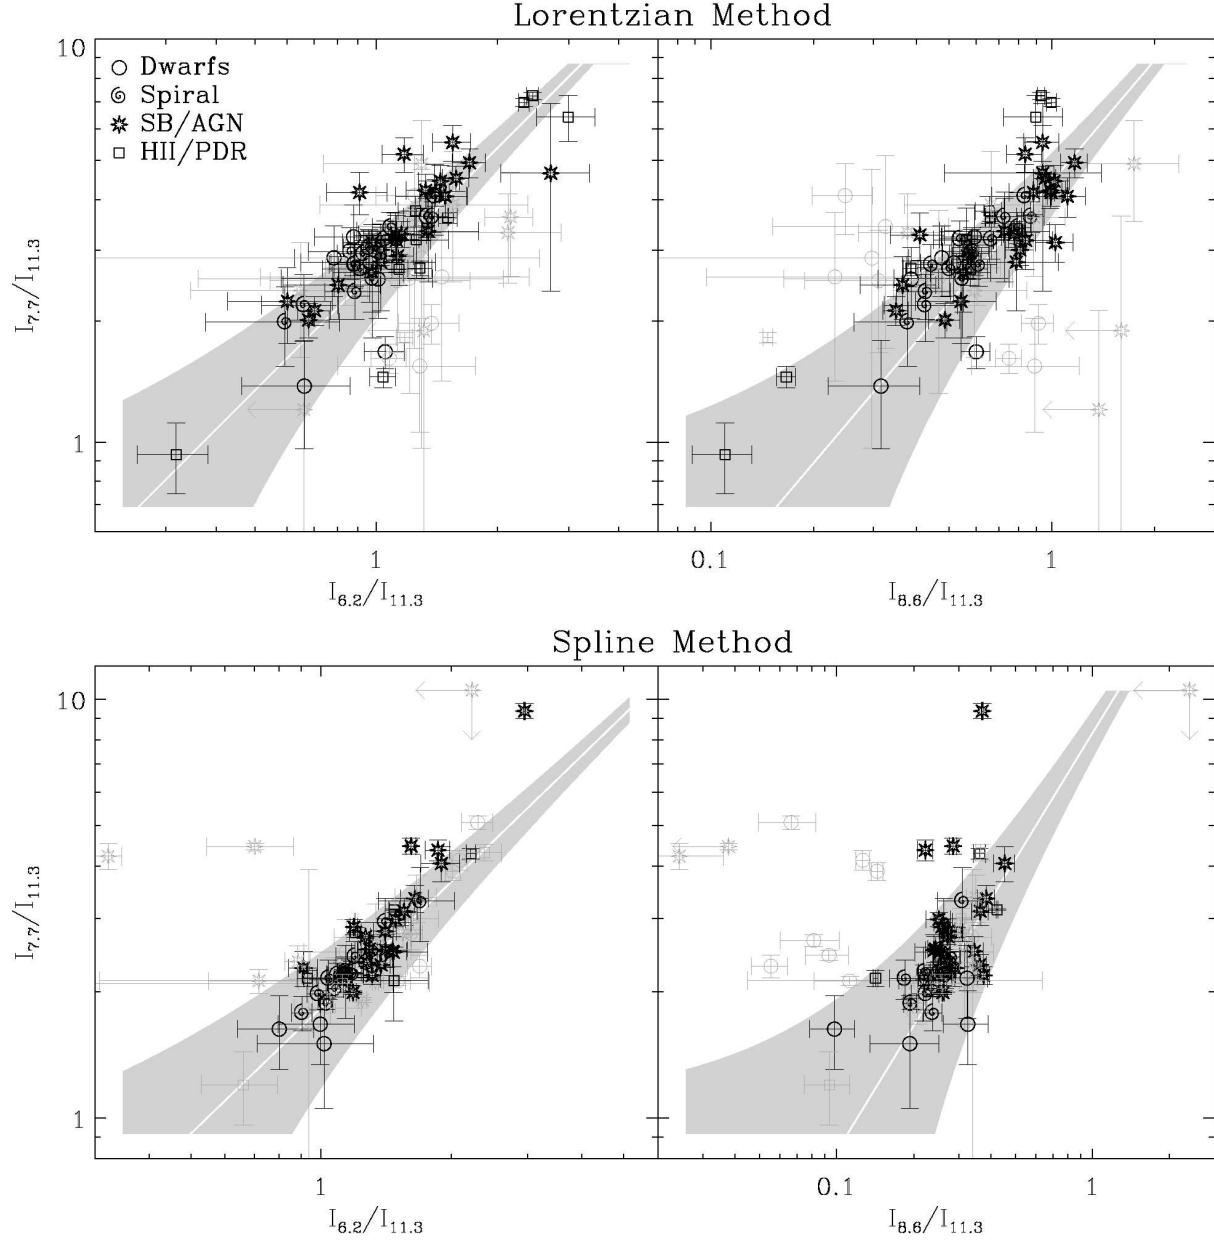 Lorentzian Method
10
Dwarfs
Spiral
SB/AGN
HII/PDR
I7.7/I11.3
1
1
0.1
1
I6.2/I11.3
I8.6/I11.3
Spline Method
10
I7.7/I11.3
1
1
0.1
1
I6.2/I11.3
I8.6/I11.3